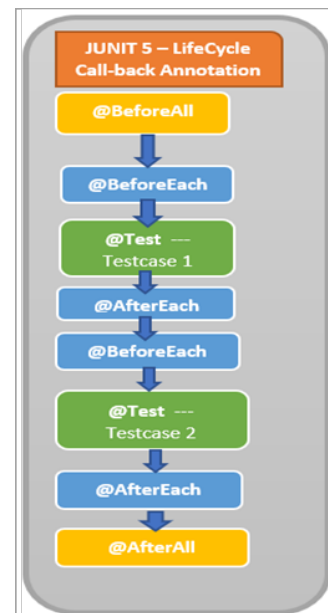 JUNIT 5 – LifeCycle
Call-back Annotation
@BeforeAll
@BeforeEach
@Test ---
Testcase 1
@AfterEach
@BeforeEach
@Test ---
Testcase 2
@AfterEach
@AfterAll